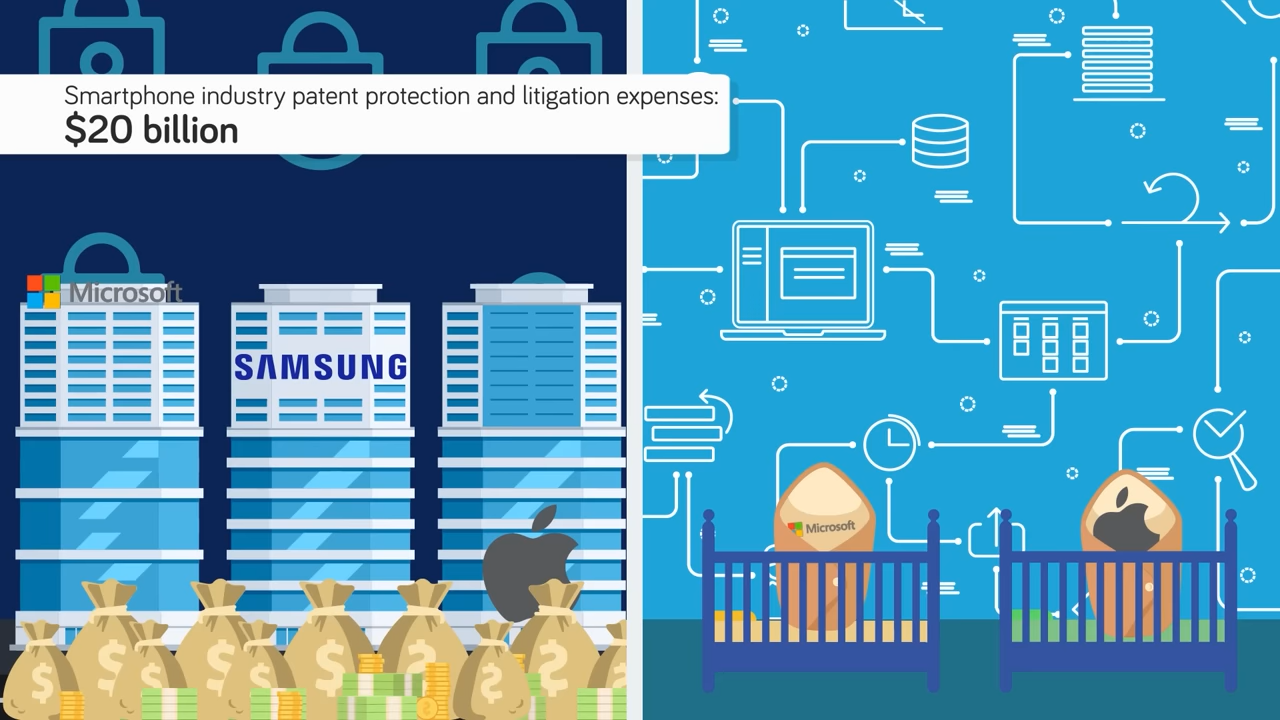 Smartphone industry patent protection and litigation expenses:
$20 billion
Microsoft
SAMSUNG
Microsoft
$ $ $ $ $ $ $